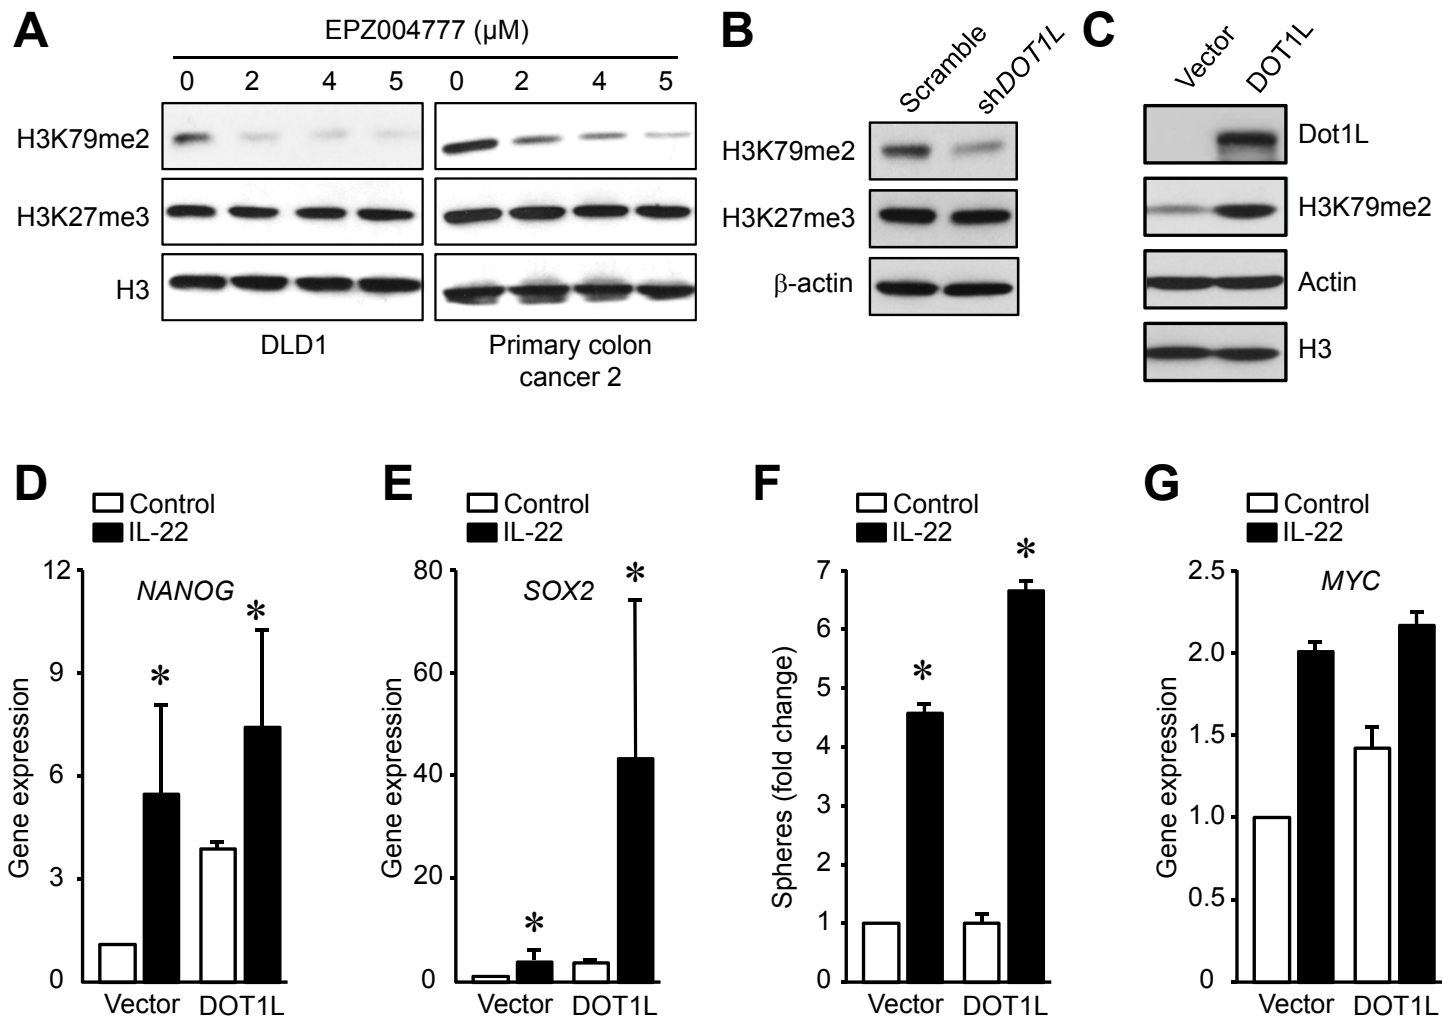 A
EPZ004777 (µM)
0 2 4 5 0 2 4 5
H3K79me2
H3K27me3
H3
DLD1
Primary colon
cancer 2
B
Scramble
shDOT1L
H3K79me2
H3K27me3
β-actin
C
Vector
DOT1L
Dot1L
H3K79me2
Actin
H3
D
Control
IL-22
NANOG
Gene expression
12
9
6
3
0
*
*
Vector DOT1L
E
Control
IL-22
SOX2
Gene expression
80
60
40
20
0
*
*
Vector DOT1L
F
Control
IL-22
Spheres (fold change)
7
6
5
4
3
2
1
0
*
*
Vector DOT1L
G
Control
IL-22
MYC
Gene expression
2.5
2.0
1.5
1.0
0.5
0
Vector DOT1L